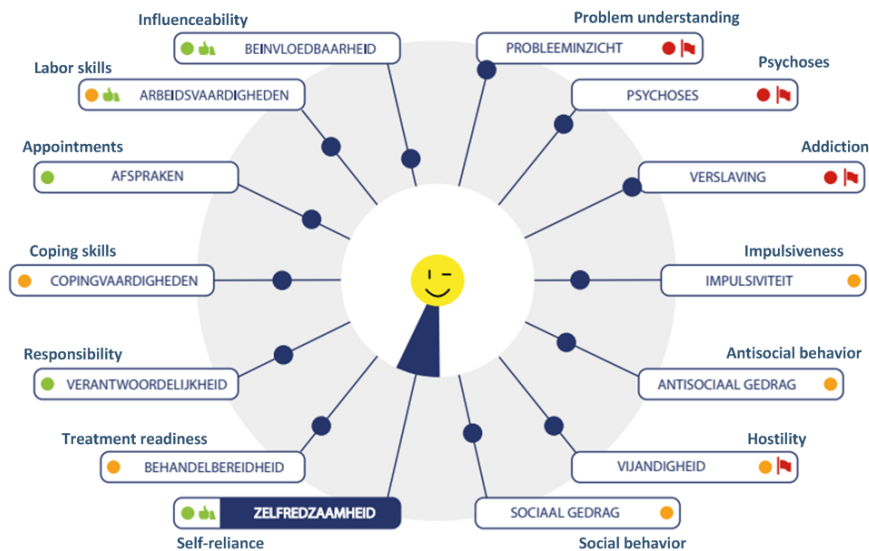 Influenceability
BEINVLOEDBAARHEID
Labor skills
ARBEIDSVAARDIGHEDEN
Appointments
AFSPRAKEN
Coping skills
COPINGVAARDIGHEDEN
Responsibility
VERANTWOORDELIJKHEID
Treatment readiness
BEHANDELBEREIDHEID
ZELFREDZAAMHEID
Self-reliance
Problem understanding
PROBLEEMINZICHT
Psychoses
PSYCHOSES
Addiction
VERSLAVING
Impulsiveness
IMPULSIVITEIT
Antisocial behavior
ANTISOCIAAL GEDRAG
Hostility
VIJANDIGHEID
SOCIAAL GEDRAG
Social behavior